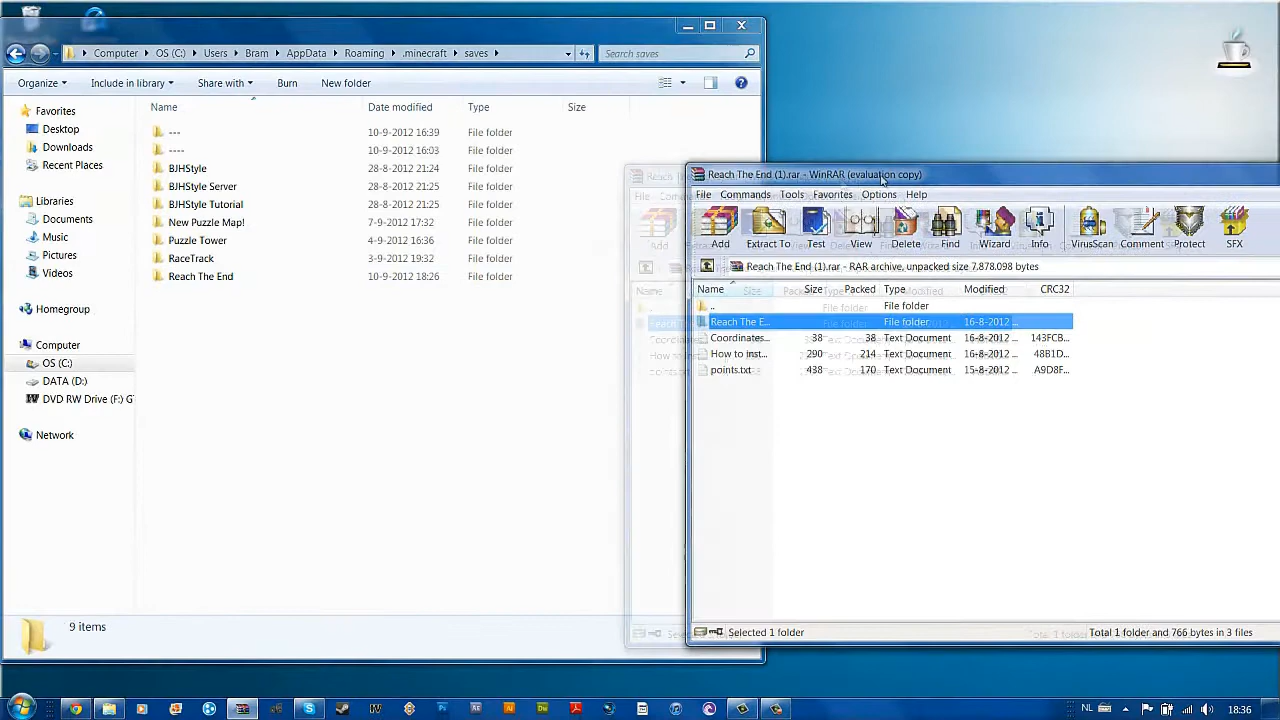 Computer OS (C:) Users Bram AppData Roaming .minecraft saves
Search saves
Organize Include in library Share with Burn New folder
Name Date modified Type Size
Favorites
Desktop
Downloads
Recent Places
Libraries
Documents
Music
Pictures
Videos
Homegroup
Computer
OS (C:)
DATA (D:)
DVD RW Drive (F:) GT
Network
--- 10-9-2012 16:39 File folder
---- 10-9-2012 16:03 File folder
BJHStyle 28-8-2012 21:24 File folder
BJHStyle Server 28-8-2012 21:25 File folder
BJHStyle Tutorial 28-8-2012 21:25 File folder
New Puzzle Map! 7-9-2012 17:32 File folder
Puzzle Tower 4-9-2012 16:36 File folder
RaceTrack 3-9-2012 19:32 File folder
Reach The End 10-9-2012 18:26 File folder
9 items
Reach The End (1).rar - WinRAR (evaluation copy)
File Commands Tools Favorites Options Help
Add Extract To Test View Delete Find Wizard Info VirusScan Comment Protect SFX
Reach The End (1).rar - RAR archive, unpacked size 7.878.098 bytes
Name Size Packed Type Modified CRC32
.. File folder
Reach The E... File folder 16-8-2012 ...
Coordinates... 38 38 Text Document 16-8-2012 ... 143FCB...
How to inst... 290 214 Text Document 16-8-2012 ... 48B1D...
points.txt 438 170 Text Document 15-8-2012 ... A9D8F...
Selected 1 folder
Total 1 folder and 766 bytes in 3 files
NL 18:36